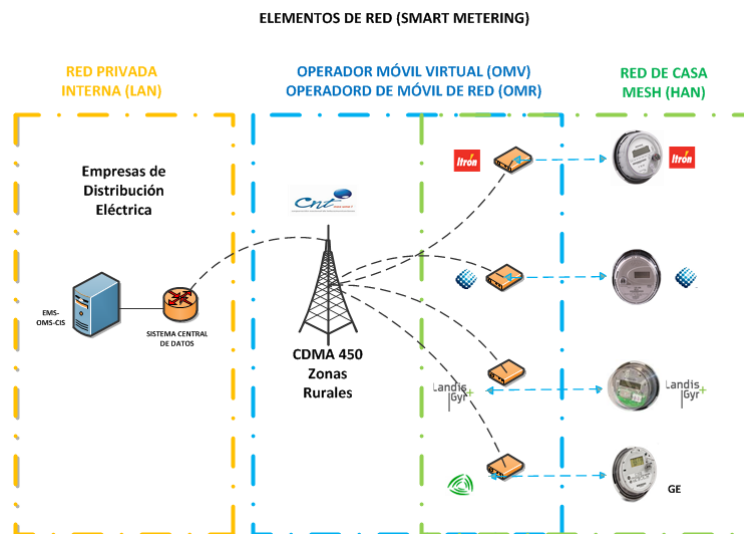 ELEMENTOS DE RED (SMART METERING)
RED PRIVADA
INTERNA (LAN)
OPERADOR MÓVIL VIRTUAL (OMV)
OPERADORD DE MÓVIL DE RED (OMR)
RED DE CASA
MESH (HAN)
Empresas de
Distribución
Eléctrica
Cnt
Itrón
Itrón
EMS-
OMS-CIS
SISTEMA CENTRAL
DE DATOS
CDMA 450
Zonas
Rurales
Landis
Gyr+
Landis
Gyr+
GE